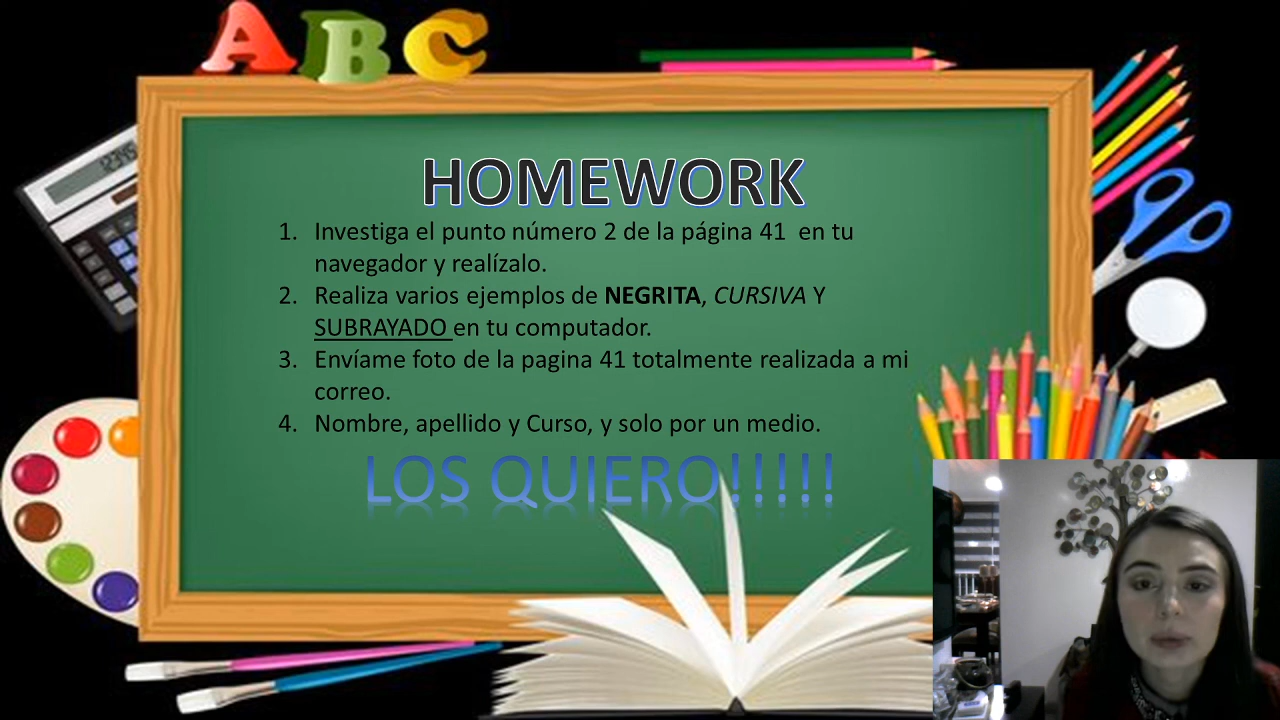 ABC
HOMEWORK
1. Investiga el punto número 2 de la página 41 en tu
navegador y realízalo.
2. Realiza varios ejemplos de NEGRITA, CURSIVA Y
SUBRAYADO en tu computador.
3. Envíame foto de la pagina 41 totalmente realizada a mi
correo.
4. Nombre, apellido y Curso, y solo por un medio.
LOS QUIERO!!!!!